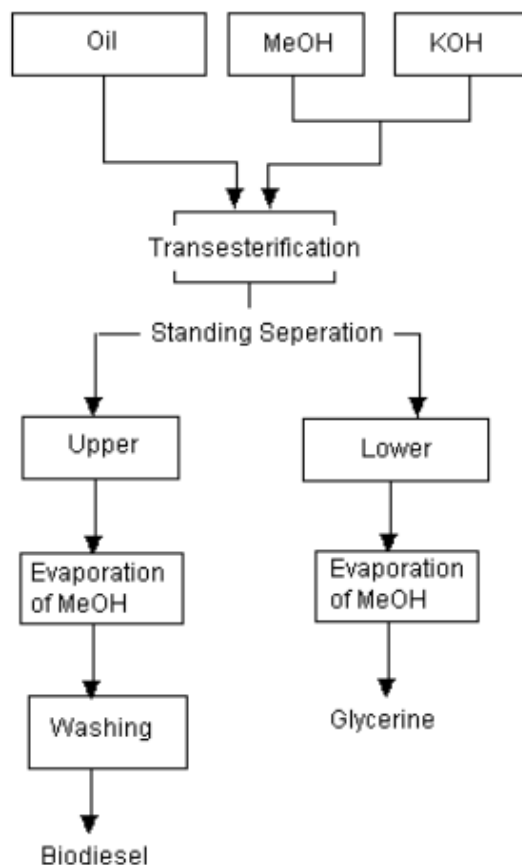 Oil
MeOH
KOH
Transesterification
Standing Seperation
Upper
Lower
Evaporation
of MeOH
Evaporation
of MeOH
Washing
Glycerine
Biodiesel